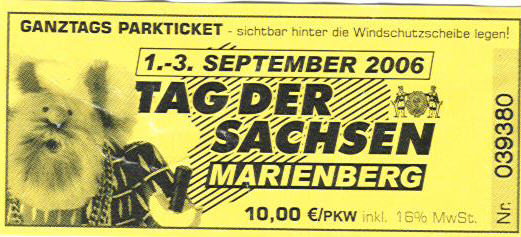 GANZTAGS PARKTICKET - sichtbar hinter die Windschutzscheibe legen!
1.-3. SEPTEMBER 2006
TAG DER
SACHSEN
MARIENBERG
10,00 €/PKW inkl. 16% MwSt.
Nr. 039380